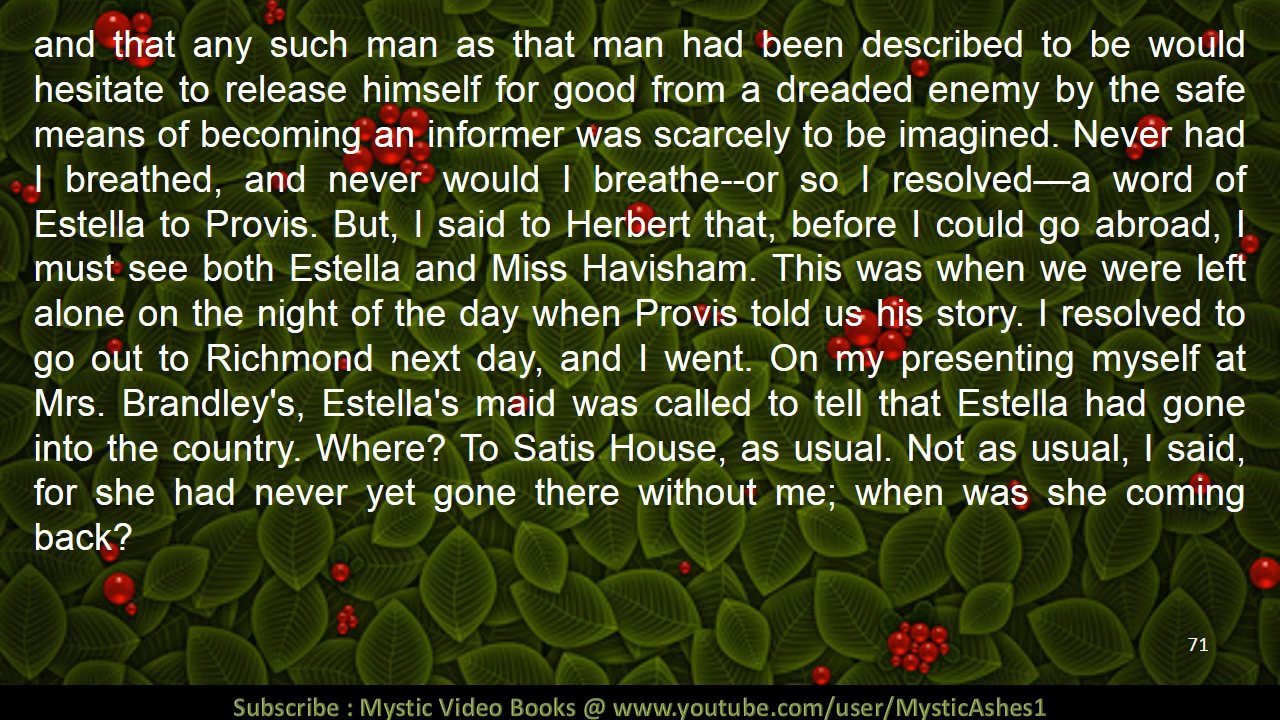 and that any such man as that man had been described to be would
hesitate to release himself for good from a dreaded enemy by the safe
means of becoming an informer was scarcely to be imagined. Never had
I breathed, and never would I breathe--or so I resolved—a word of
Estella to Provis. But, I said to Herbert that, before I could go abroad, I
must see both Estella and Miss Havisham. This was when we were left
alone on the night of the day when Provis told us his story. I resolved to
go out to Richmond next day, and I went. On my presenting myself at
Mrs. Brandley's, Estella's maid was called to tell that Estella had gone
into the country. Where? To Satis House, as usual. Not as usual, I said,
for she had never yet gone there without me; when was she coming
back?
71
Subscribe : Mystic Video Books @ www.youtube.com/user/MysticAshes1